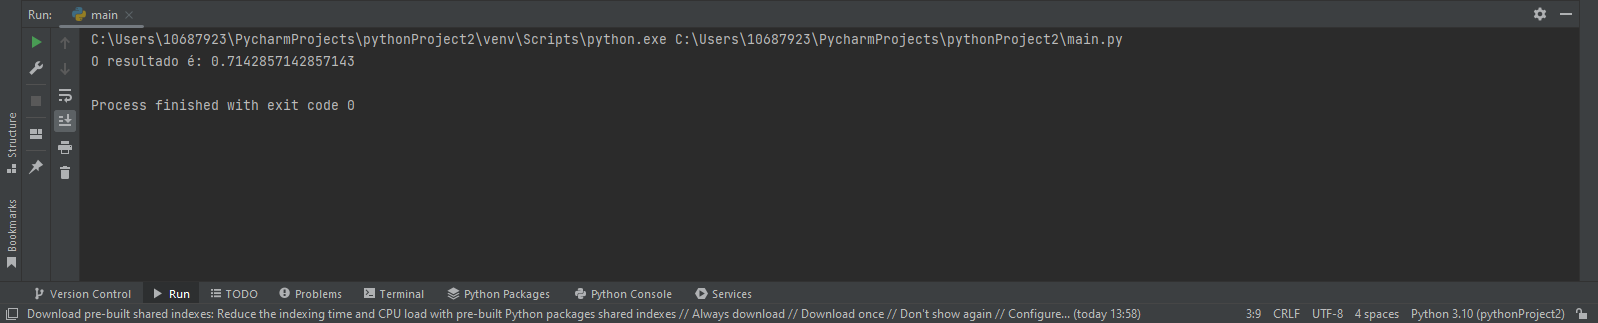 Run: main
C:\Users\10687923\PycharmProjects\pythonProject2\venv\Scripts\python.exe C:\Users\10687923\PycharmProjects\pythonProject2\main.py
O resultado é: 0.7142857142857143
Process finished with exit code 0
Structure
Bookmarks
Version Control Run TODO Problems Terminal Python Packages Python Console Services
Download pre-built shared indexes: Reduce the indexing time and CPU load with pre-built Python packages shared indexes // Always download // Download once // Don't show again // Configure... (today 13:58) 3:9 CRLF UTF-8 4 spaces Python 3.10 (pythonProject2)